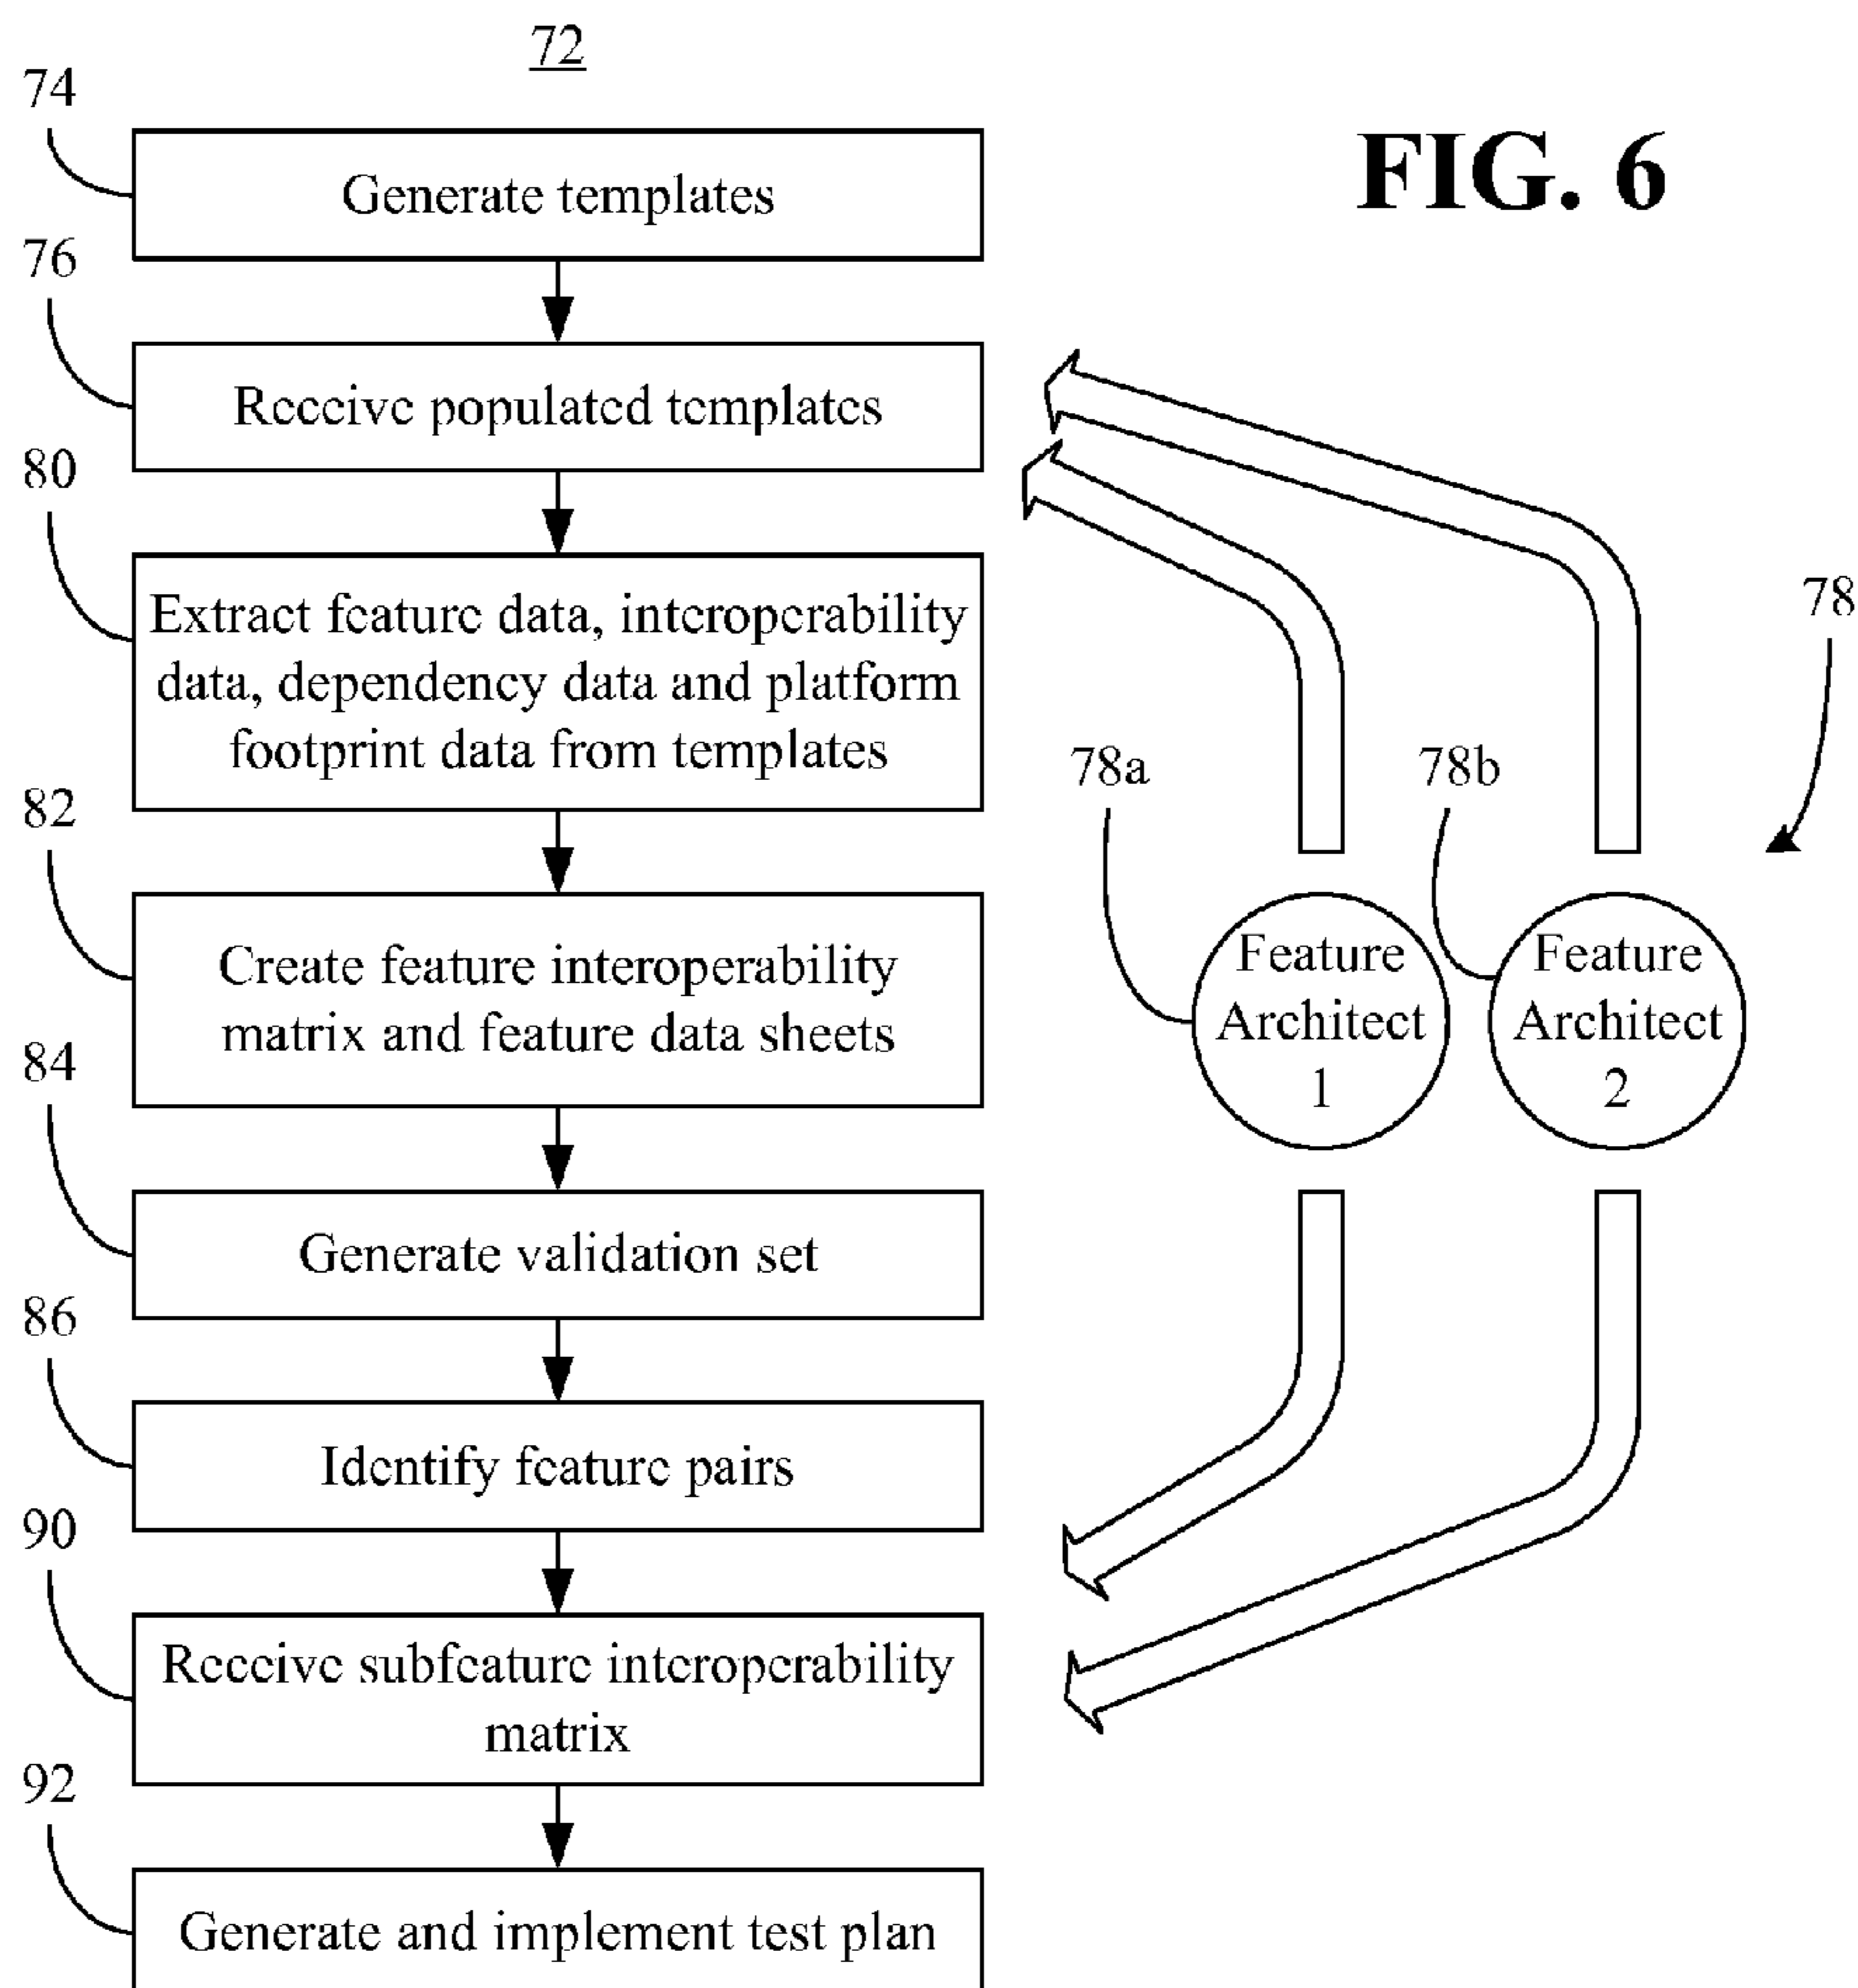 72
FIG. 6
74
Generate templates
76
Receive populated templates
80
Extract feature data, interoperability
data, dependency data and platform
footprint data from templates
78
78a
78b
82
Create feature interoperability
matrix and feature data sheets
Feature
Architect
1
Feature
Architect
2
84
Generate validation set
86
Identify feature pairs
90
Receive subfeature interoperability
matrix
92
Generate and implement test plan